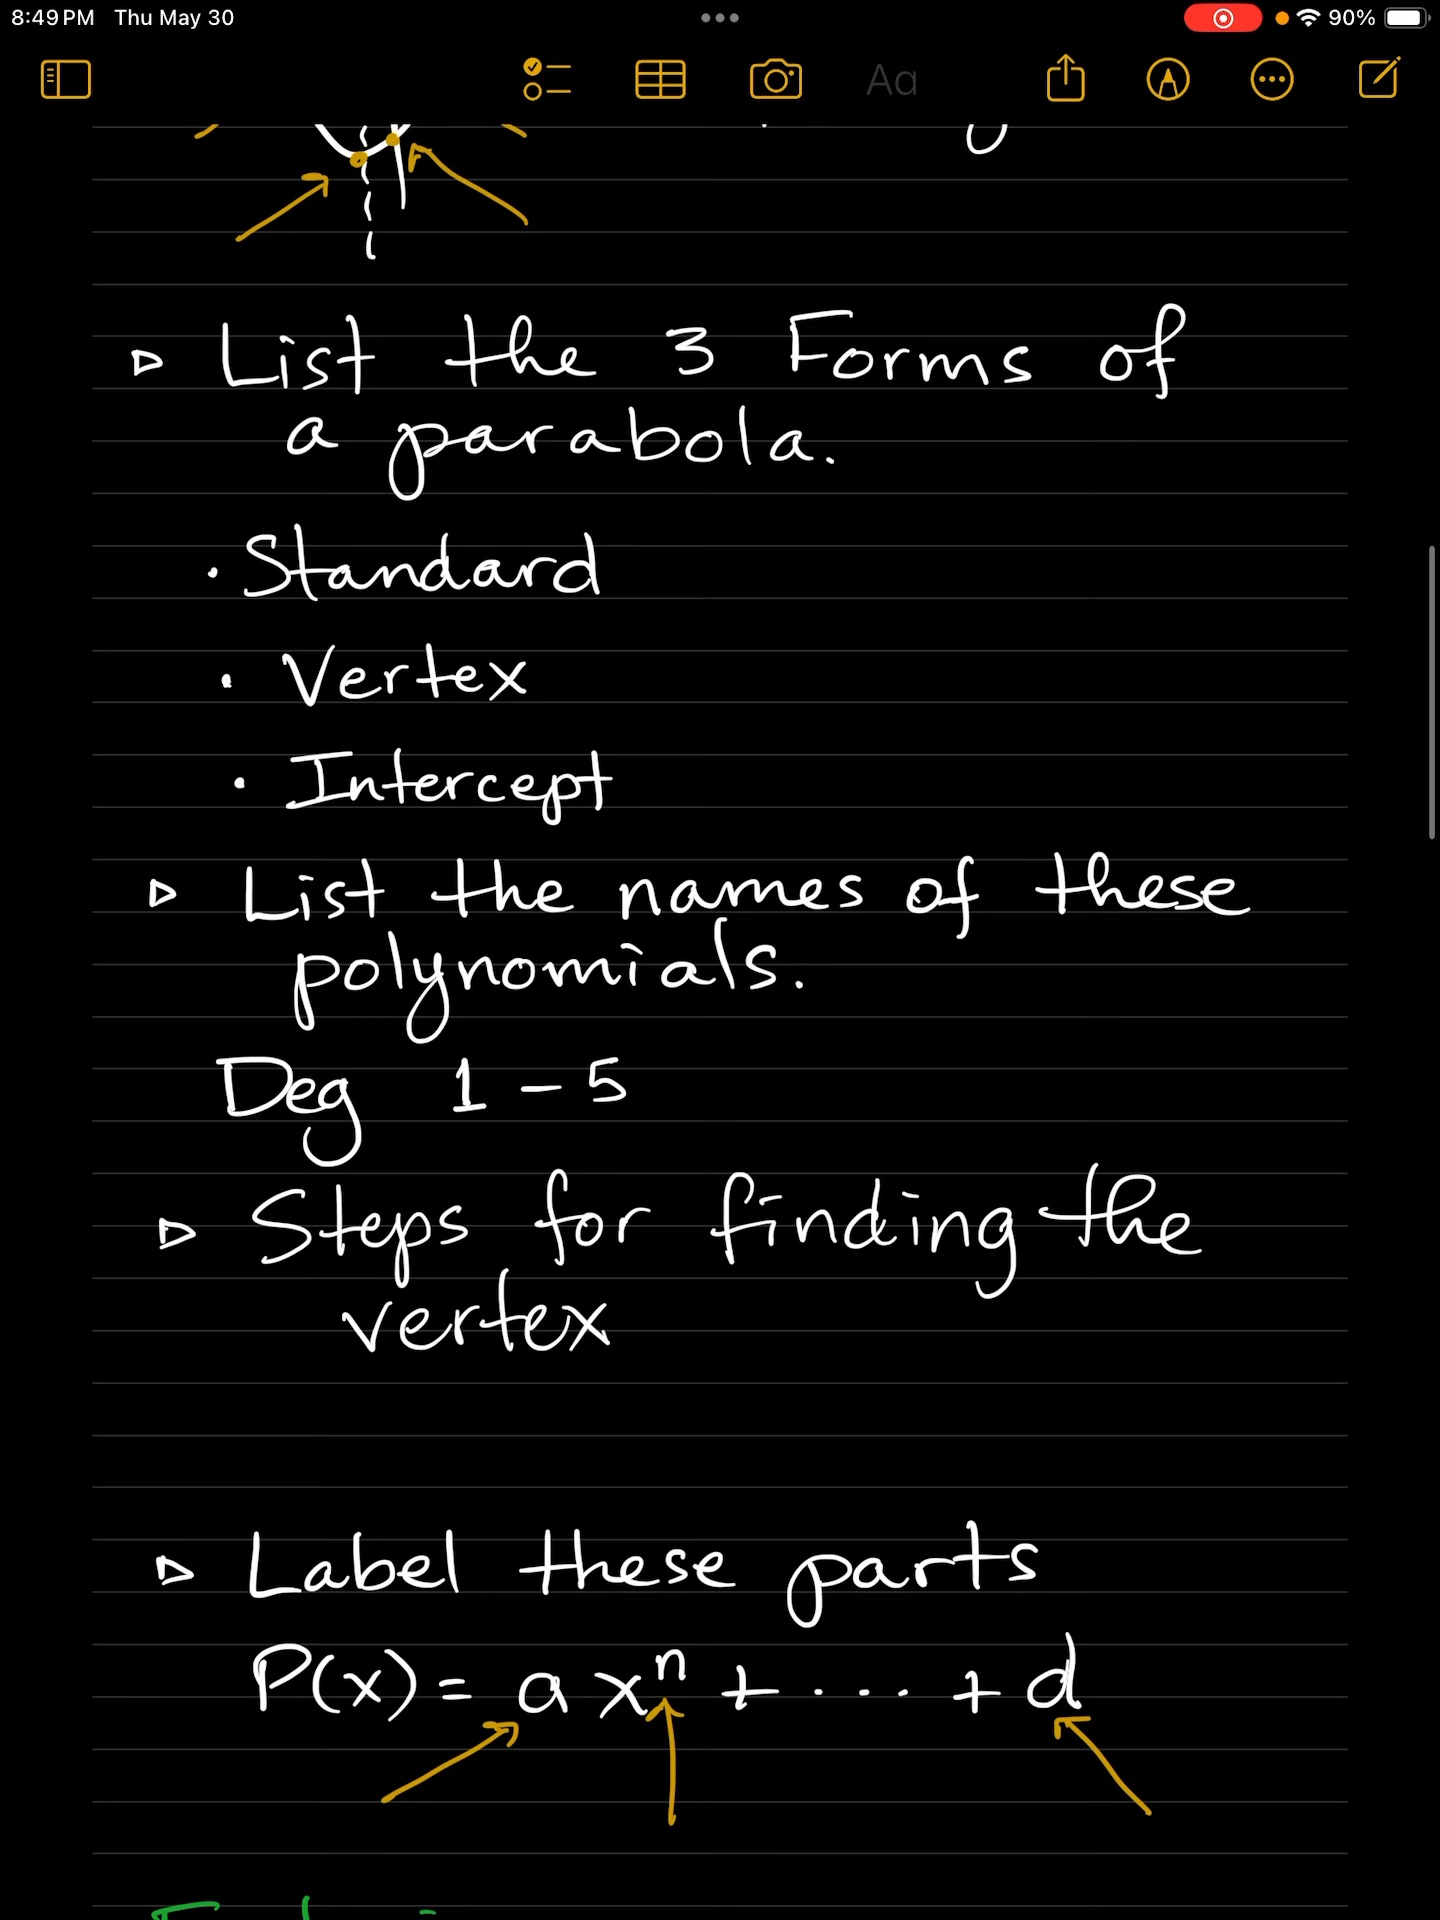 8:49 PM Thu May 30
90%
Aa
▷ List the 3 Forms of
a parabola.
· Standard
· Vertex
· Intercept
▷ List the names of these
polynomials.
Deg 1 - 5
▷ Steps for finding the
vertex
▷ Label these parts
P(x) = a xⁿ + ... + d